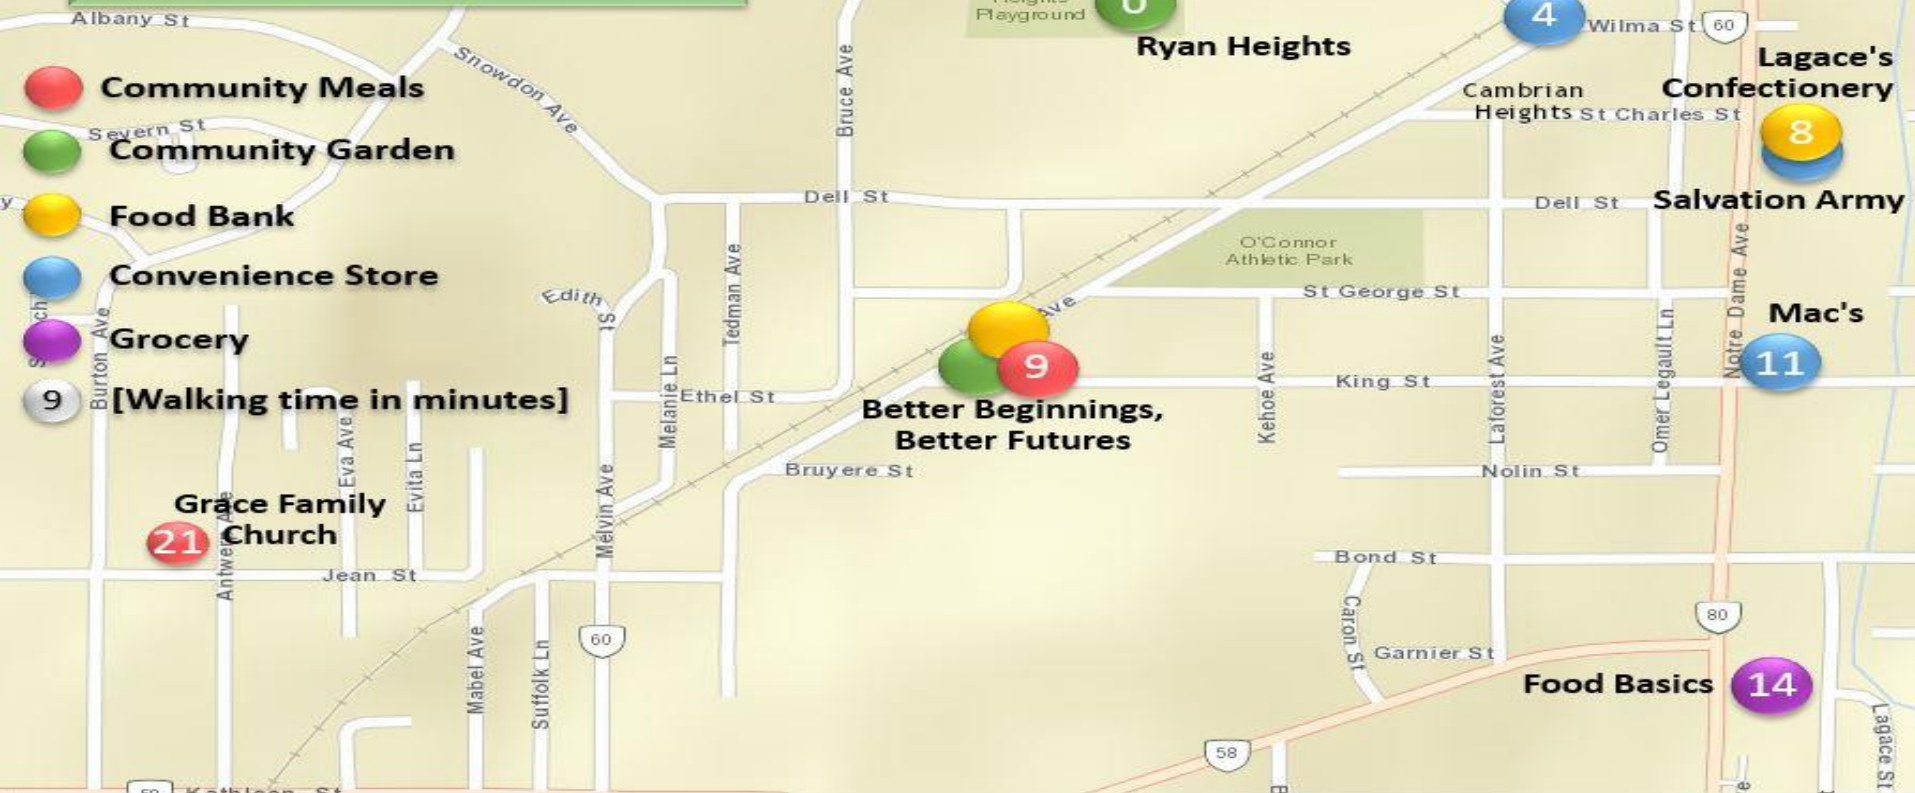 Albany St
Snowdon Ave
Bruce Ave
Playground
0
Ryan Heights
4
Wilma St
60
Lagace's
Confectionery
Cambrian
Heights
St Charles St
8
Salvation Army
Community Meals
Severn St
Community Garden
Food Bank
Convenience Store
Grocery
9
[Walking time in minutes]
Dell St
Dell St
O'Connor
Athletic Park
St George St
Notre Dame Ave
Mac's
11
Edith
St
Tedman Ave
Melanie Ln
Ave
9
Better Beginnings,
Better Futures
Ethel St
Kehoe Ave
King St
Laforest Ave
Omer Legault Ln
Burton Ave
Eva Ave
Evita Ln
Melvin Ave
Bruyere St
Nolin St
Grace Family
Church
21
Antwerp Ave
Jean St
Bond St
Caron St
80
60
Mabel Ave
Suffolk Ln
Garnier St
Food Basics
14
58
Lagace St
Kathleen St